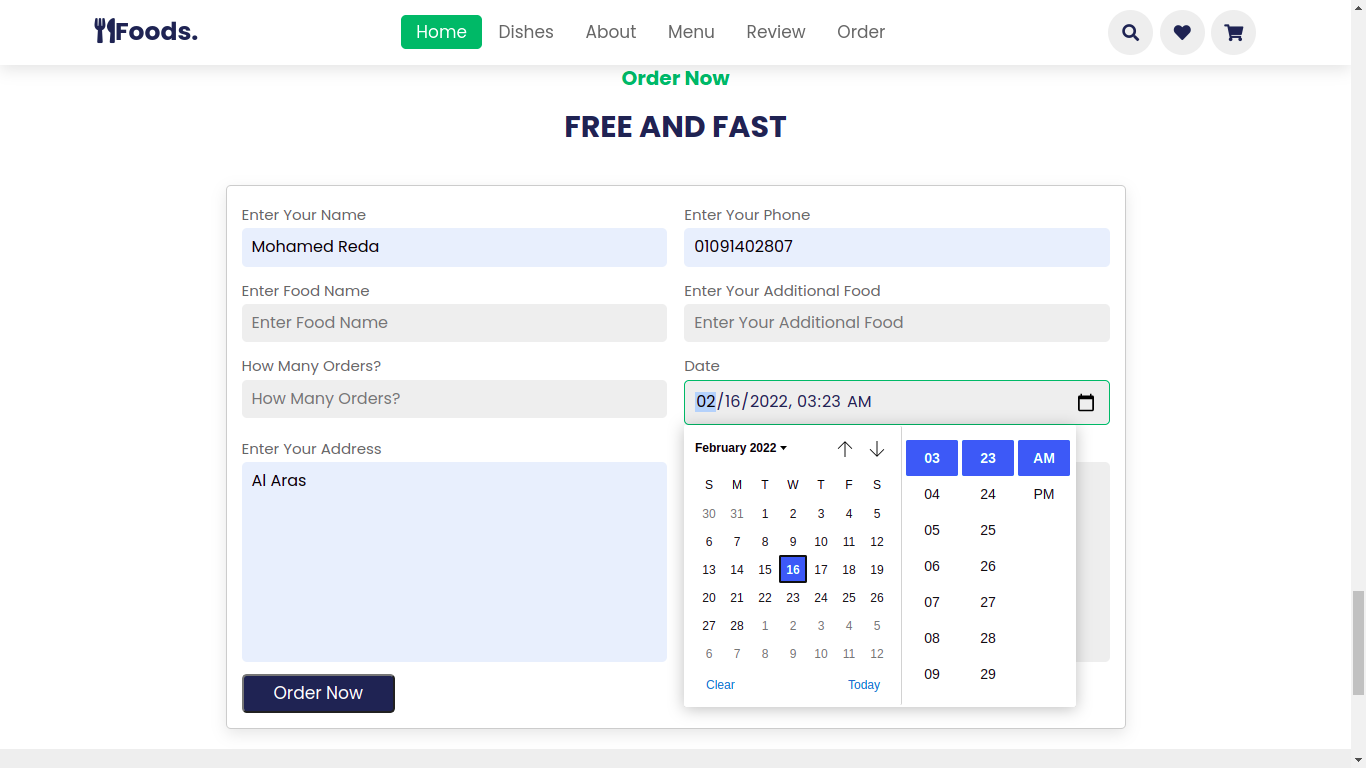 Foods.
Home Dishes About Menu Review Order
Order Now
FREE AND FAST
Enter Your Name
Mohamed Reda
Enter Your Phone
01091402807
Enter Food Name
Enter Food Name
Enter Your Additional Food
Enter Your Additional Food
How Many Orders?
How Many Orders?
Date
02/16/2022, 03:23 AM
Enter Your Address
Al Aras
February 2022
S M T W T F S
30 31 1 2 3 4 5
6 7 8 9 10 11 12
13 14 15 16 17 18 19
20 21 22 23 24 25 26
27 28 1 2 3 4 5
6 7 8 9 10 11 12
Clear Today
03 23 AM
04 24 PM
05 25
06 26
07 27
08 28
09 29
Order Now